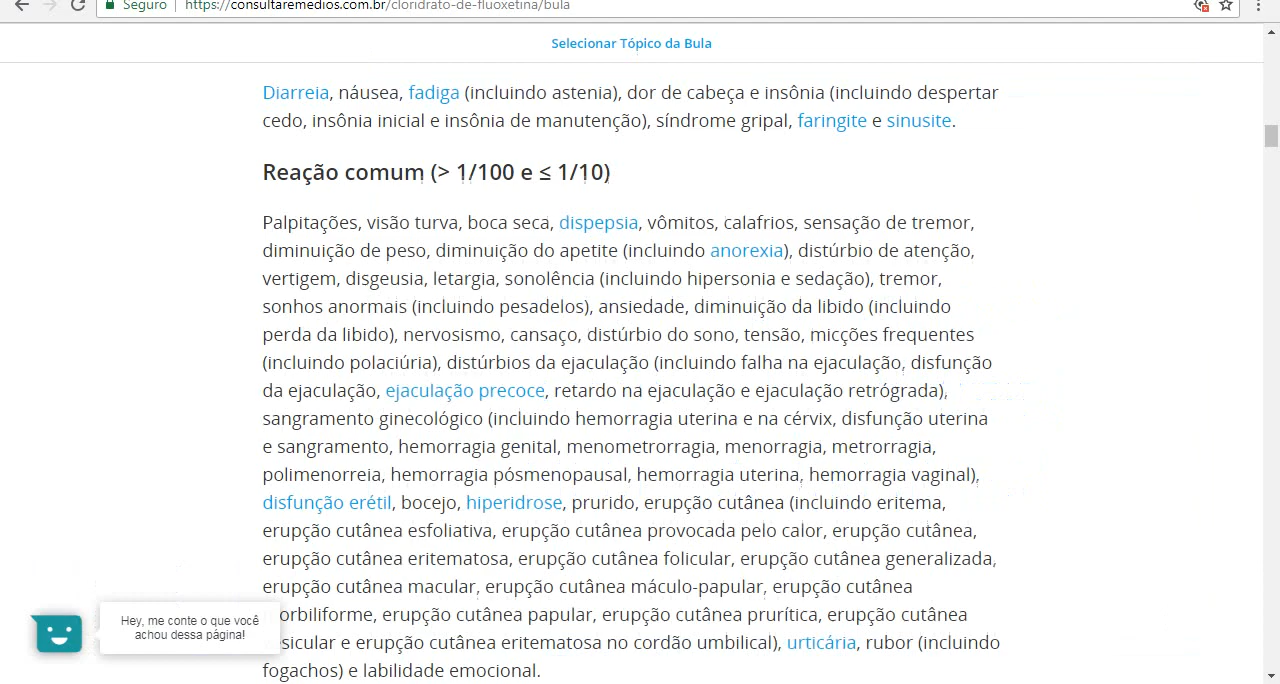 Seguro
https://consultaremedios.com.br/cloridrato-de-fluoxetina/bula
Selecionar Tópico da Bula
Diarreia, náusea, fadiga (incluindo astenia), dor de cabeça e insônia (incluindo despertar
cedo, insônia inicial e insônia de manutenção), síndrome gripal, faringite e sinusite.
Reação comum (> 1/100 e ≤ 1/10)
Palpitações, visão turva, boca seca, dispepsia, vômitos, calafrios, sensação de tremor,
diminuição de peso, diminuição do apetite (incluindo anorexia), distúrbio de atenção,
vertigem, disgeusia, letargia, sonolência (incluindo hipersonia e sedação), tremor,
sonhos anormais (incluindo pesadelos), ansiedade, diminuição da libido (incluindo
perda da libido), nervosismo, cansaço, distúrbio do sono, tensão, micções frequentes
(incluindo polaciúria), distúrbios da ejaculação (incluindo falha na ejaculação, disfunção
da ejaculação, ejaculação precoce, retardo na ejaculação e ejaculação retrógrada),
sangramento ginecológico (incluindo hemorragia uterina e na cérvix, disfunção uterina
e sangramento, hemorragia genital, menometrorragia, menorragia, metrorragia,
polimenorreia, hemorragia pósmenopausal, hemorragia uterina, hemorragia vaginal),
disfunção erétil, bocejo, hiperidrose, prurido, erupção cutânea (incluindo eritema,
erupção cutânea esfoliativa, erupção cutânea provocada pelo calor, erupção cutânea,
erupção cutânea eritematosa, erupção cutânea folicular, erupção cutânea generalizada,
erupção cutânea macular, erupção cutânea máculo-papular, erupção cutânea
orbiliforme, erupção cutânea papular, erupção cutânea prurítica, erupção cutânea
sicular e erupção cutânea eritematosa no cordão umbilical), urticária, rubor (incluindo
fogachos) e labilidade emocional.
Hey, me conte o que você
achou dessa página!